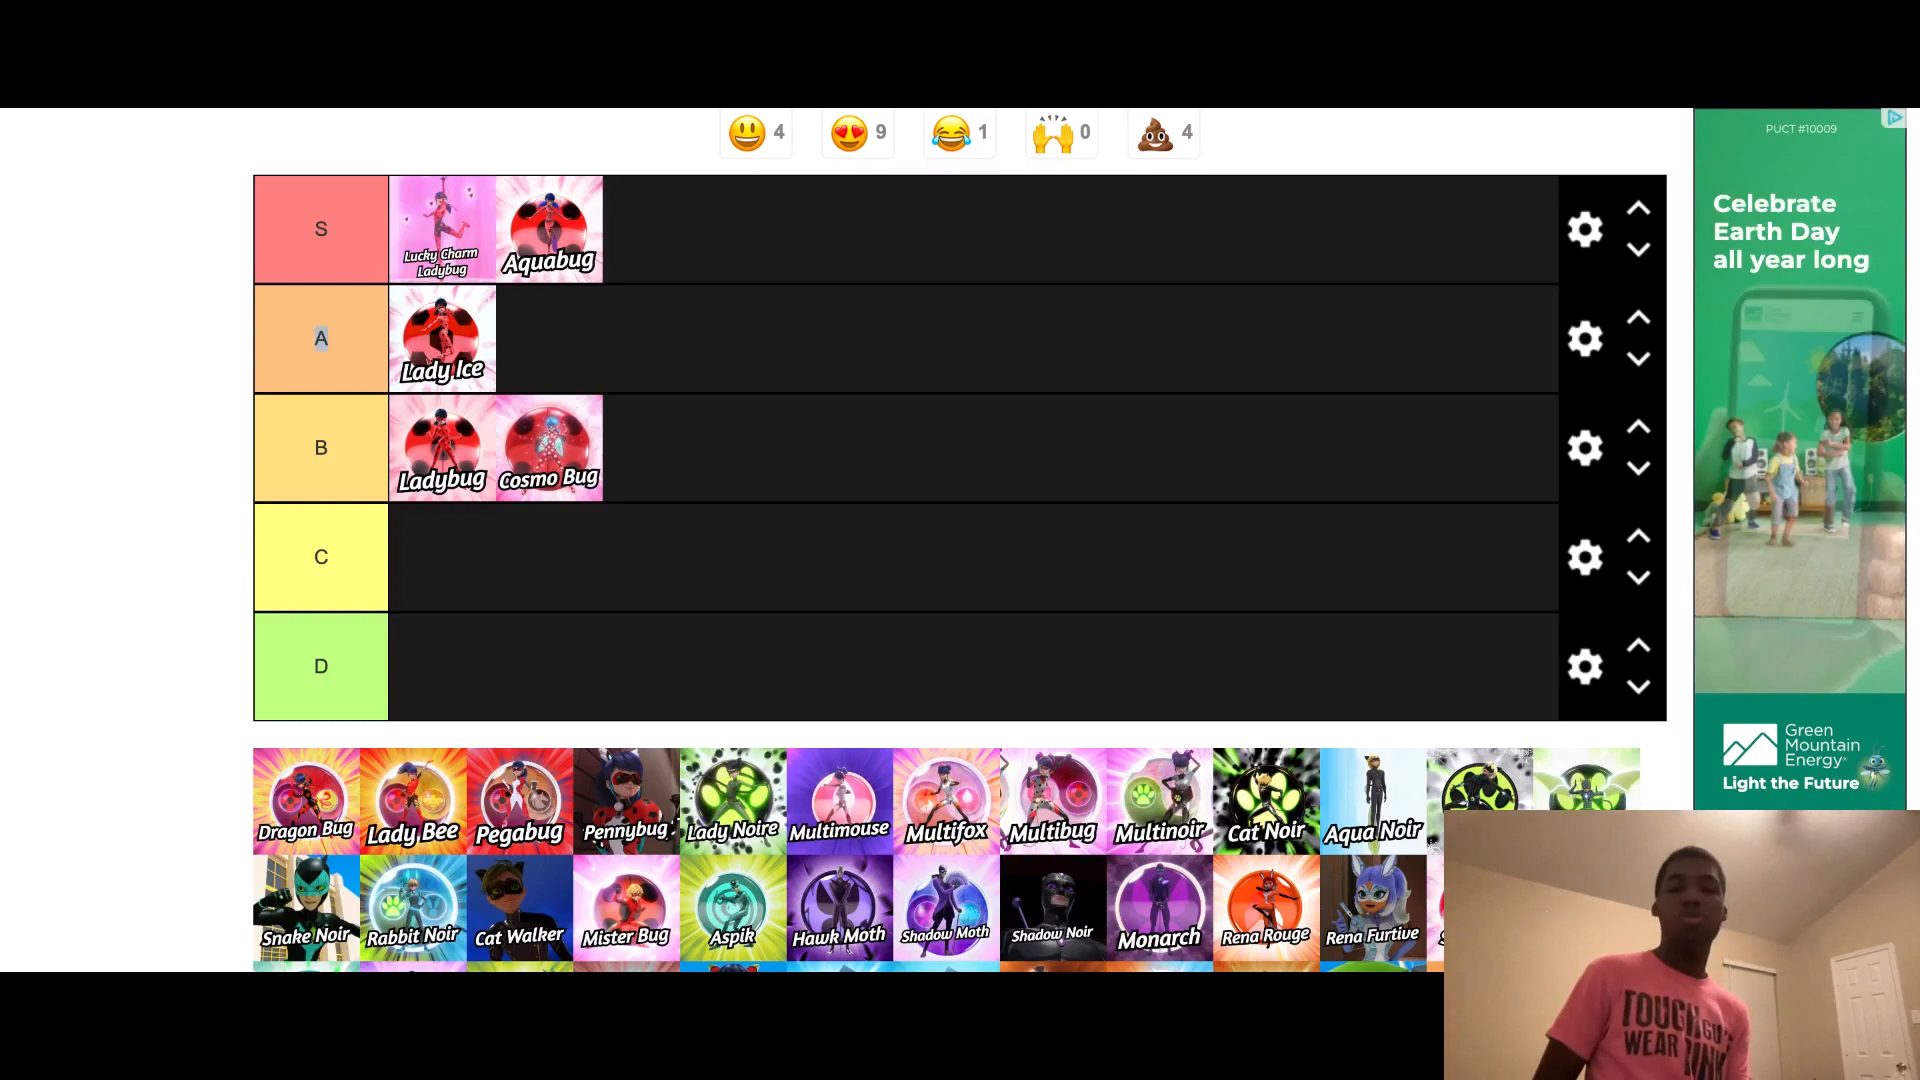 4
9
1
0
4
S
Lucky Charm
Ladybug
Aquabug
A
Lady Ice
B
Ladybug
Cosmo Bug
C
D
Dragon Bug
Lady Bee
Pegabug
Pennybug
Lady Noire
Multimouse
Multifox
Multibug
Multinoir
Cat Noir
Aqua Noir
Snake Noir
Rabbit Noir
Cat Walker
Mister Bug
Aspik
Hawk Moth
Shadow Moth
Shadow Noir
Monarch
Rena Rouge
Rena Furtive
PUCT #10009
Celebrate
Earth Day
all year long
Green
Mountain
Energy
Light the Future
TOUGH
WEAR